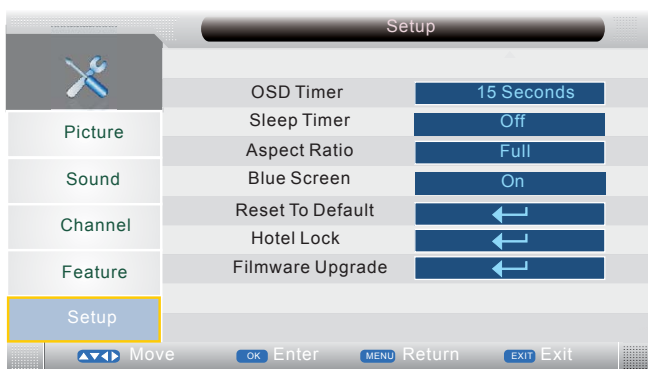 Setup
OSD Timer 15 Seconds
Sleep Timer Off
Aspect Ratio Full
Blue Screen On
Reset To Default
Hotel Lock
Filmware Upgrade
Picture
Sound
Channel
Feature
Setup
Move OK Enter MENU Return EXIT Exit